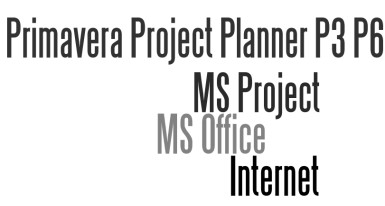 Primavera Project Planner P3 P6
MS Project
MS Office
Internet